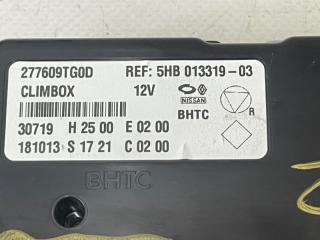 277609TG0D REF: 5HB 013319-03
CLIMBOX 12V
NISSAN
BHTC
R
30719 H 25 00 E 02 00
181013 S 17 21 C 02 00
BHTC